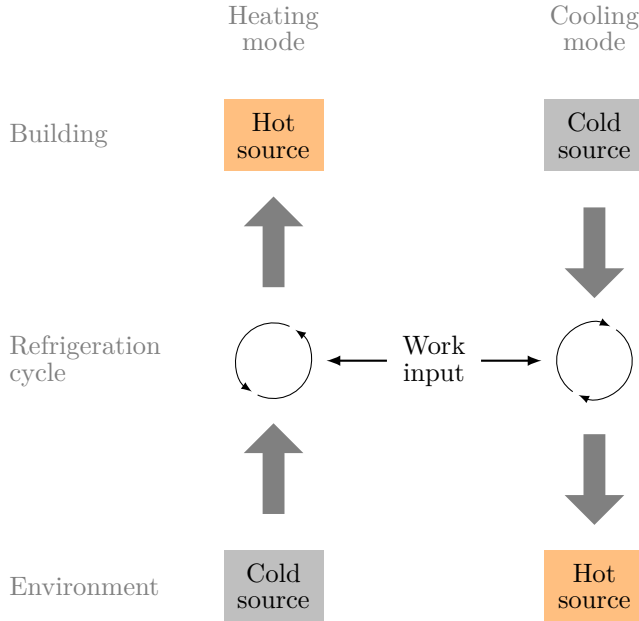 Heating
mode
Cooling
mode
Building
Hot
source
Cold
source
Refrigeration
cycle
Work
input
Environment
Cold
source
Hot
source